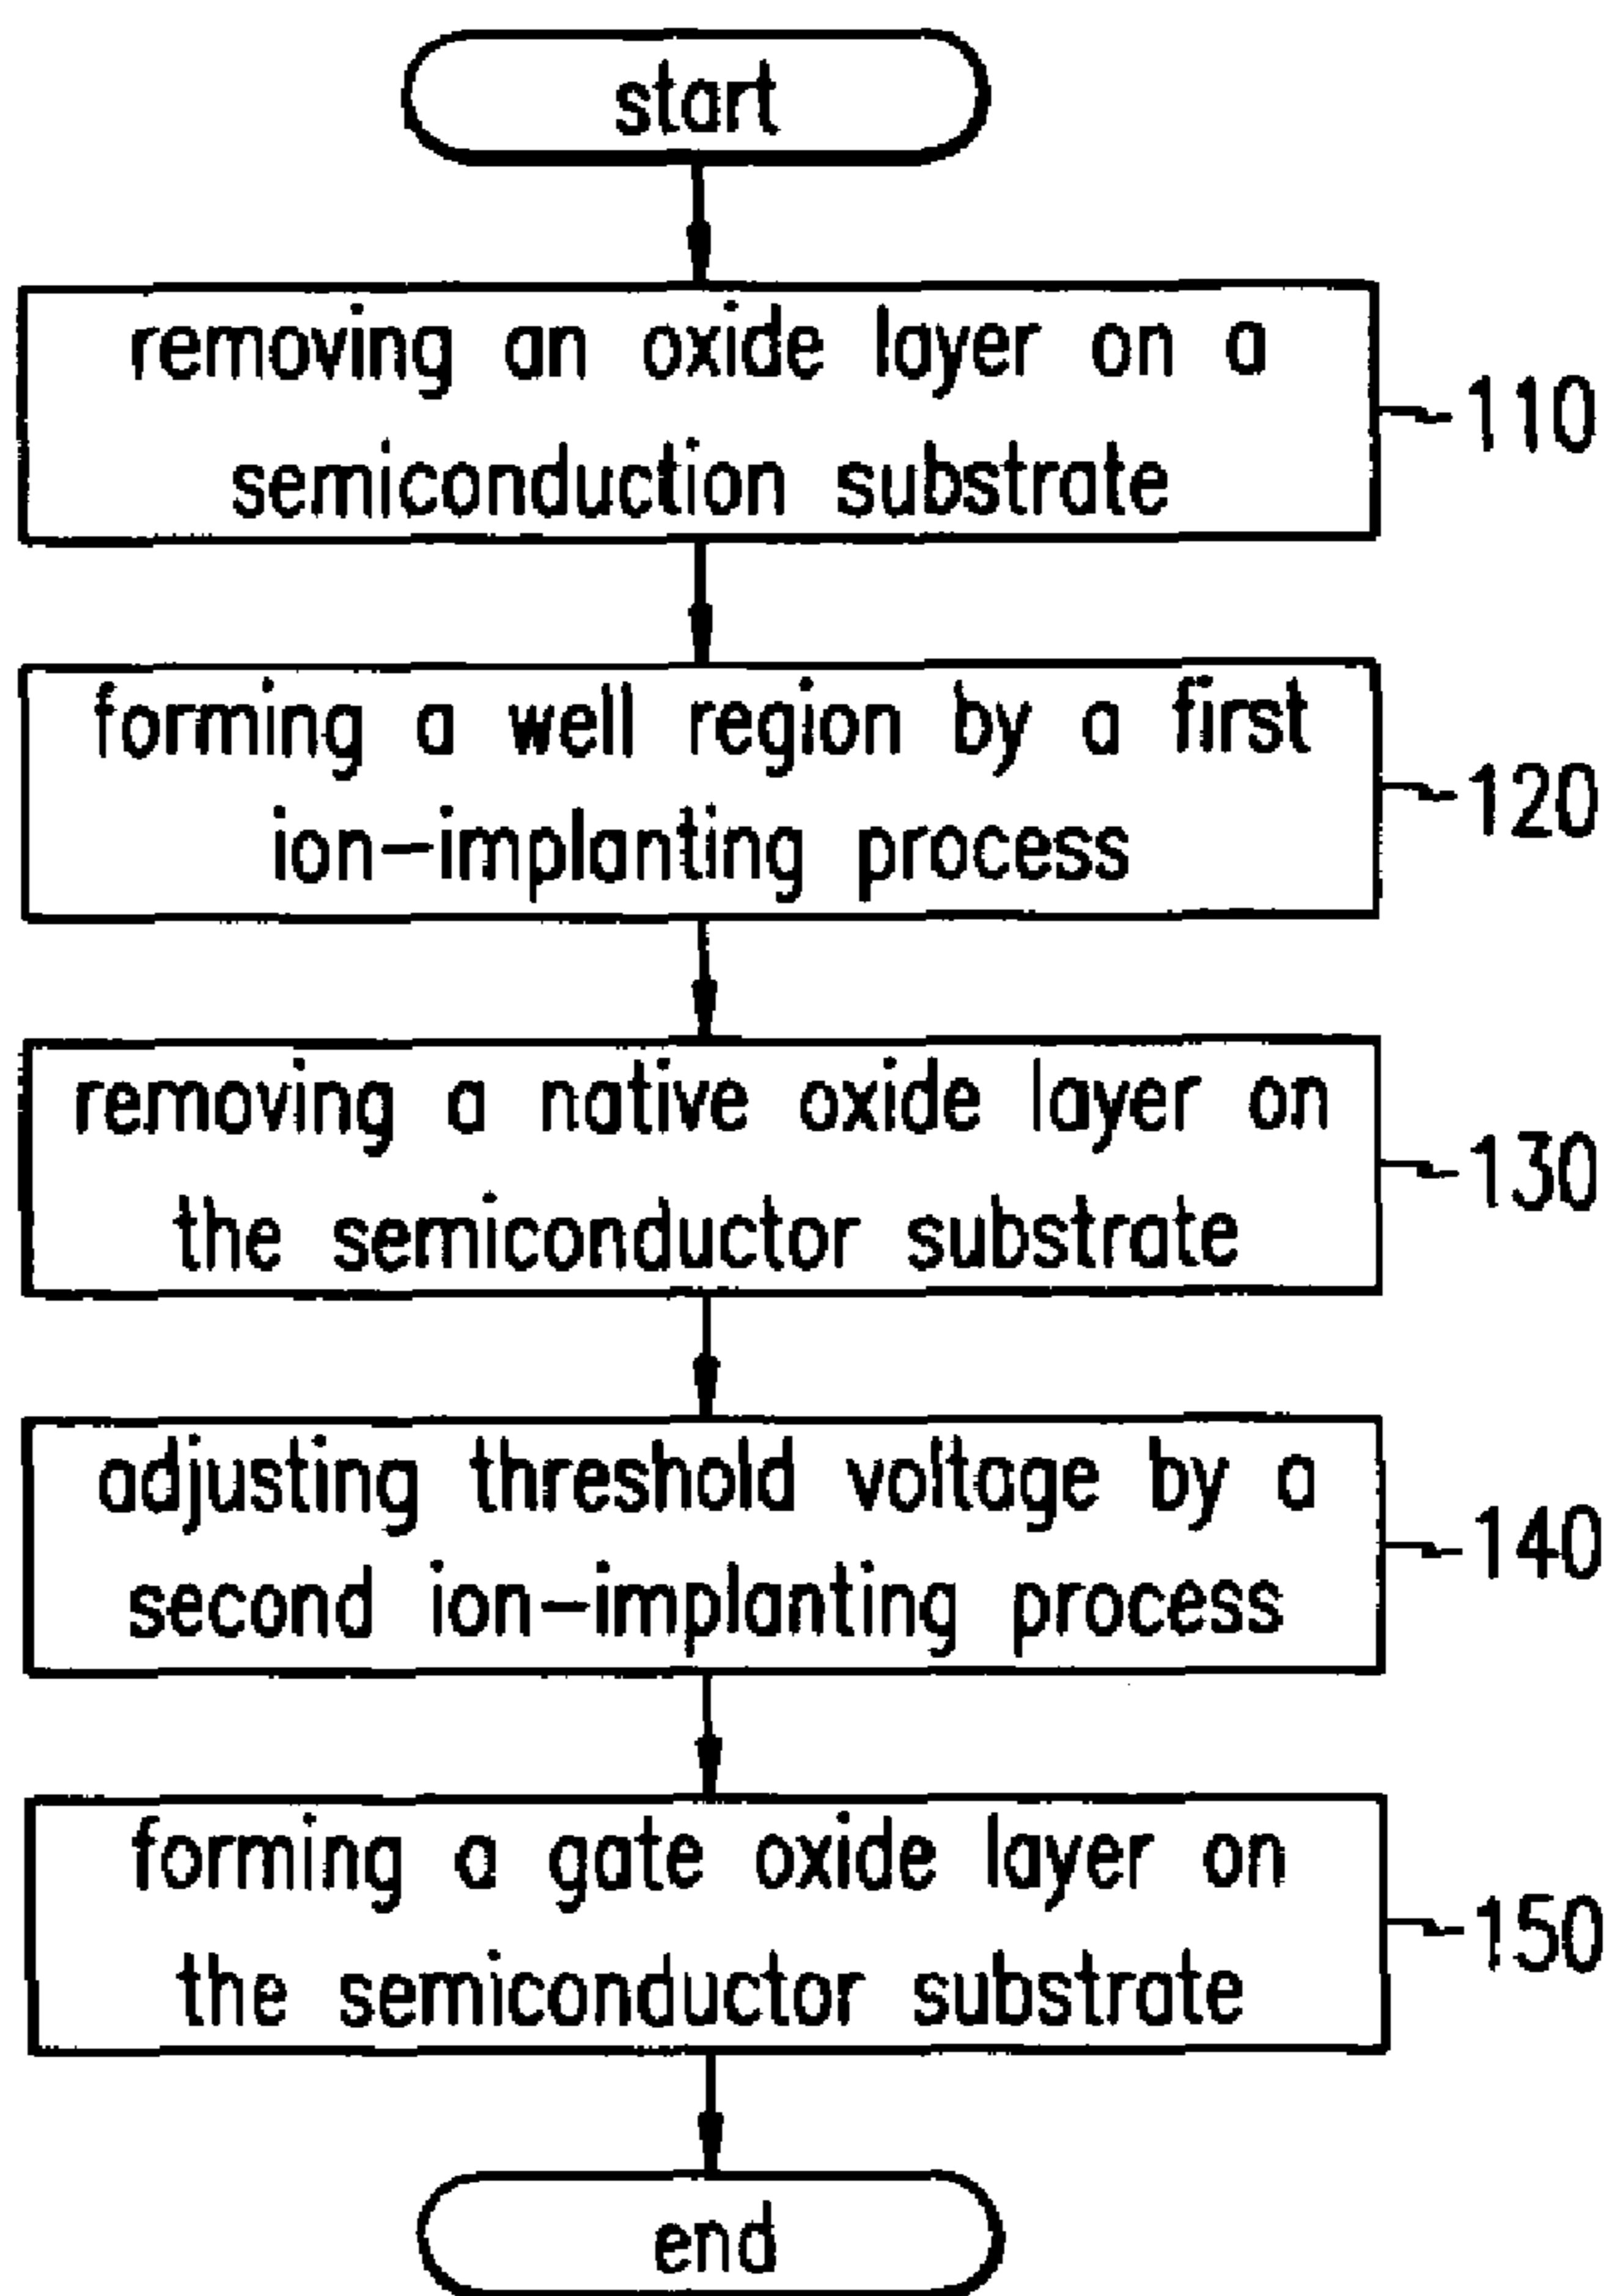 start
removing an oxide layer on a
semiconduction substrate
110
forming a well region by a first
ion-implanting process
120
removing a native oxide layer on
the semiconductor substrate
130
adjusting threshold voltage by a
second ion-implanting process
140
forming a gate oxide layer on
the semiconductor substrate
150
end